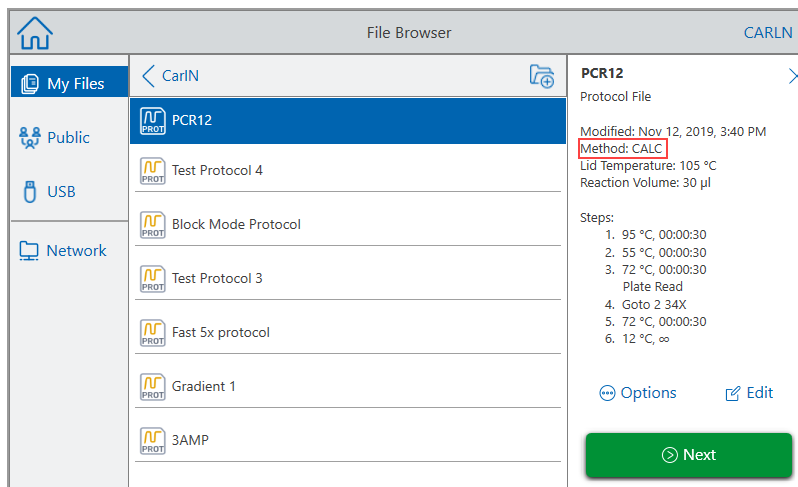 File Browser
CARLN
My Files
Public
USB
Network
CarlN
PROT PCR12
PROT Test Protocol 4
PROT Block Mode Protocol
PROT Test Protocol 3
PROT Fast 5x protocol
PROT Gradient 1
PROT 3AMP
PCR12
Protocol File
Modified: Nov 12, 2019, 3:40 PM
Method: CALC
Lid Temperature: 105 °C
Reaction Volume: 30 µl
Steps:
1. 95 °C, 00:00:30
2. 55 °C, 00:00:30
3. 72 °C, 00:00:30
Plate Read
4. Goto 2 34X
5. 72 °C, 00:00:30
6. 12 °C, ∞
Options
Edit
Next